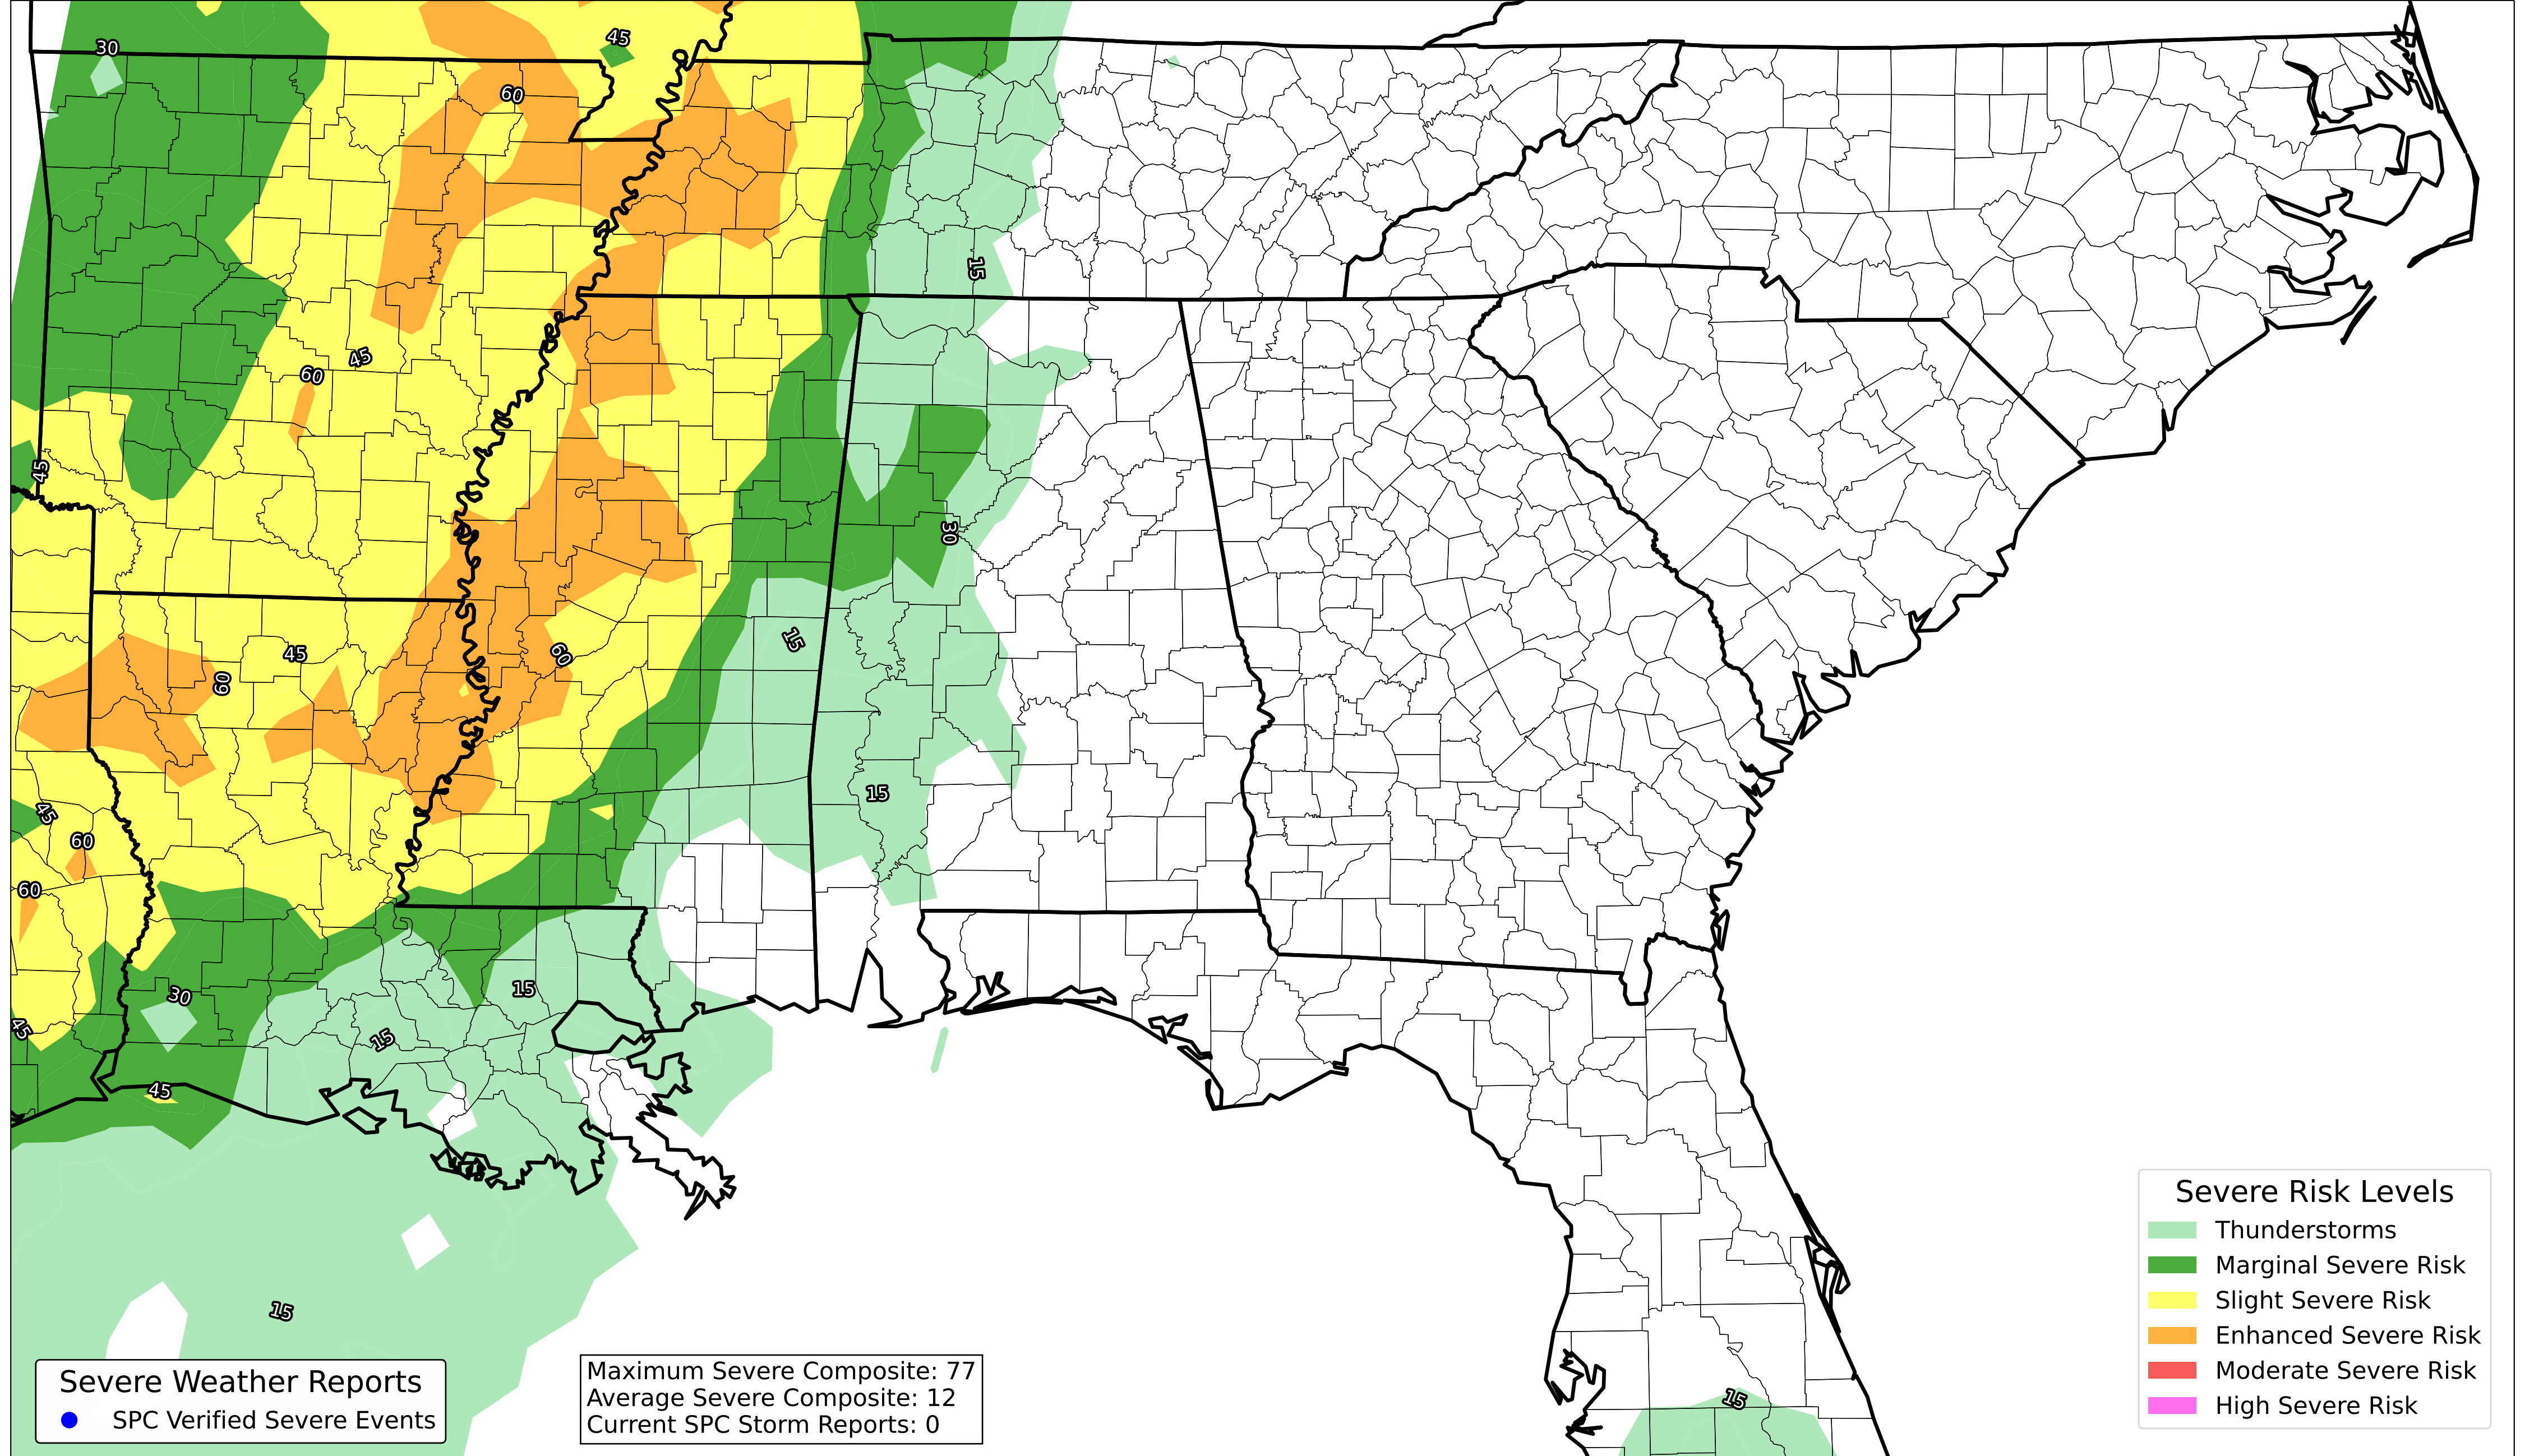 30
45
60
15
45
60
45
45
30
15
60
60
45
15
45
60
60
30
15
45
15
45
15
15
Severe Risk Levels
Thunderstorms
Marginal Severe Risk
Slight Severe Risk
Enhanced Severe Risk
Moderate Severe Risk
High Severe Risk
Severe Weather Reports
SPC Verified Severe Events
Maximum Severe Composite: 77
Average Severe Composite: 12
Current SPC Storm Reports: 0